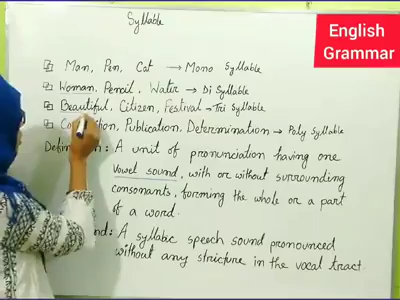 Syllable
English
Grammar
Man, Pen, Cat → Mono Syllable
Woman, Pencil, Water → Di Syllable
Beautiful, Citizen, Festival → Tri Syllable
Publication, Determination → Poly Syllable
A unit of pronunciation having one
Vowel sound, with or without surrounding
consonants, forming the whole or a part
of a word.
A syllabic speech sound pronounced
without any stricture in the vocal tract.